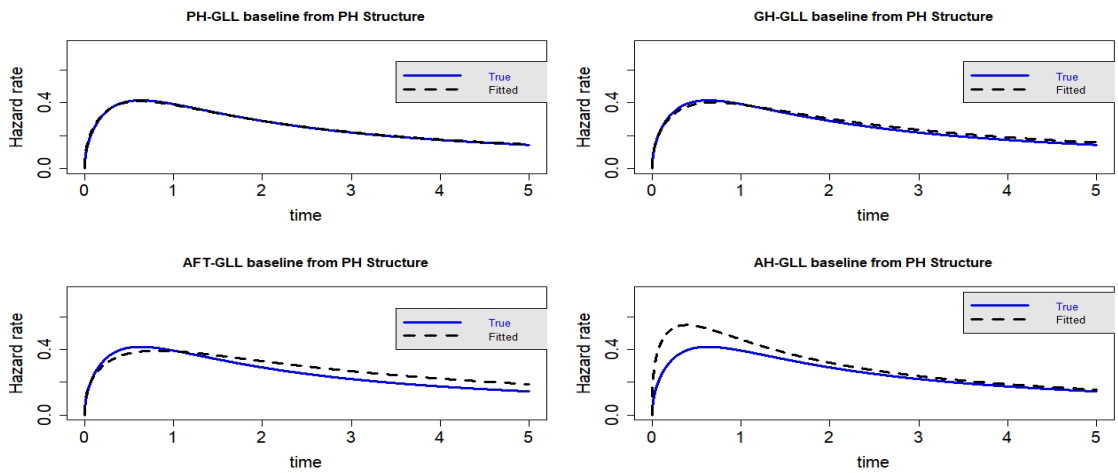 PH-GLL baseline from PH Structure
Hazard rate
0.0 0.4
True
Fitted
0 1 2 3 4 5
time
GH-GLL baseline from PH Structure
Hazard rate
0.0 0.4
True
Fitted
0 1 2 3 4 5
time
AFT-GLL baseline from PH Structure
Hazard rate
0.0 0.4
True
Fitted
0 1 2 3 4 5
time
AH-GLL baseline from PH Structure
Hazard rate
0.0 0.4
True
Fitted
0 1 2 3 4 5
time